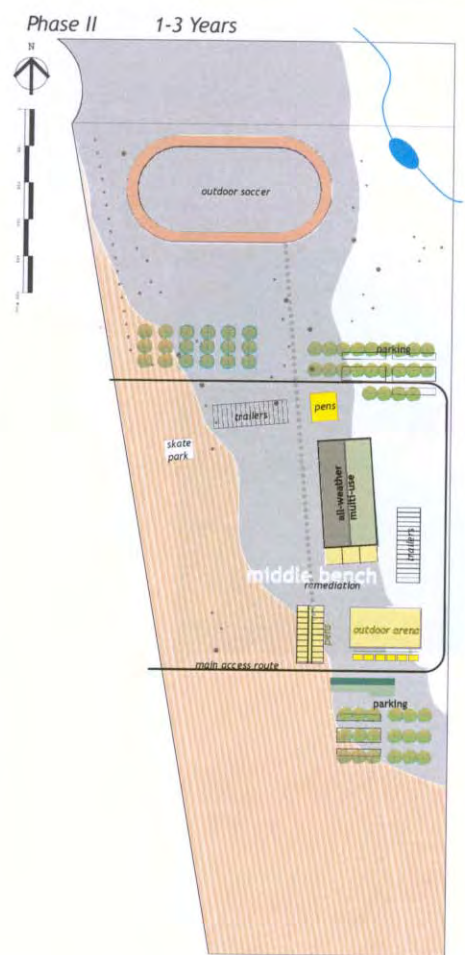 Phase II 1-3 Years
N
outdoor soccer
parking
trailers
pens
skate
park
all-weather
multi-use
trailers
middle bench
remediation
pens
outdoor arena
main access route
parking